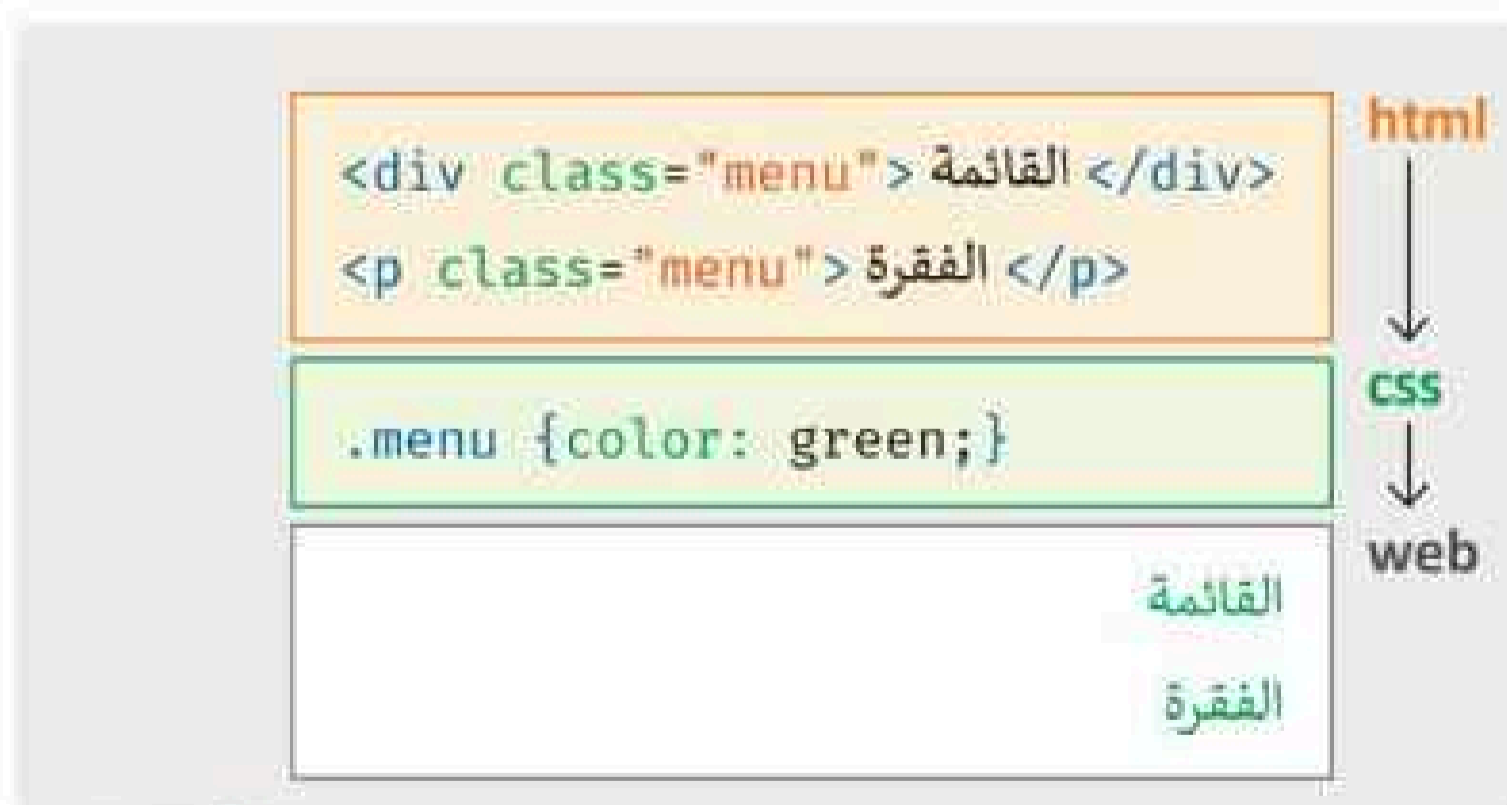 html
<div class="menu"> القائمة </div>
<p class="menu"> الفقرة </p>
css
.menu {color: green;}
web
القائمة
الفقرة